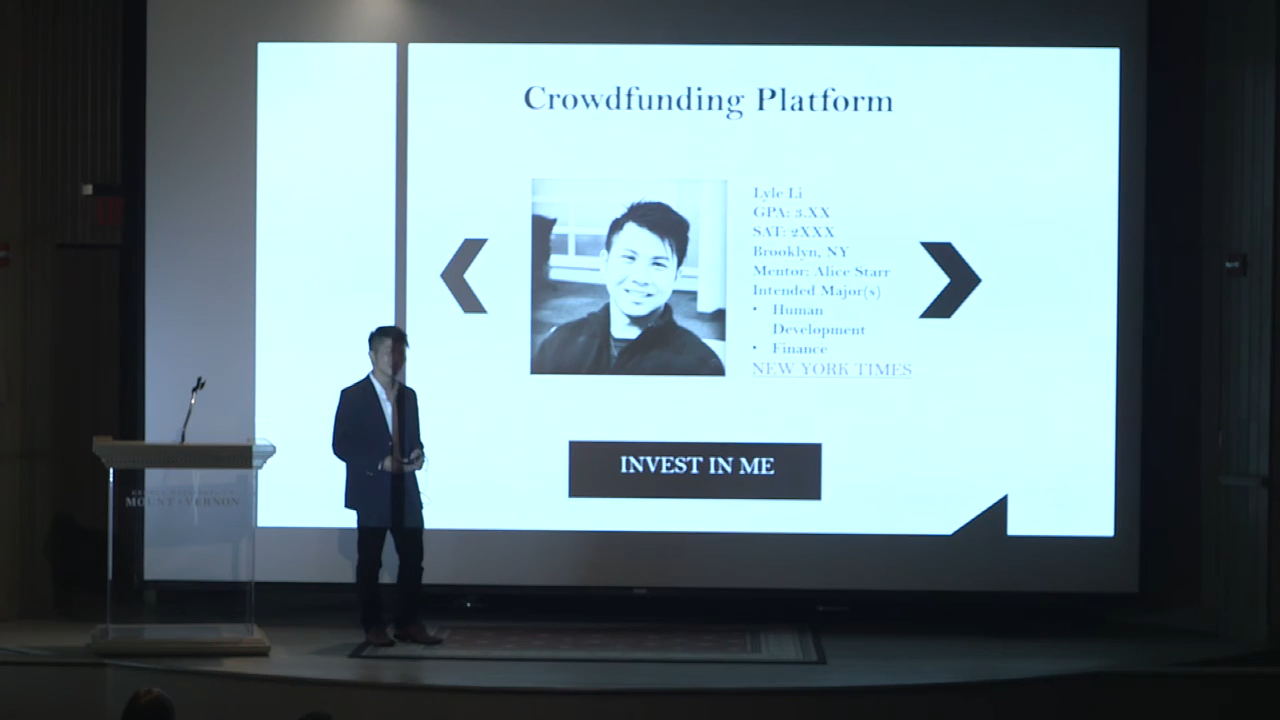 Crowdfunding Platform
Lyle Li
GPA: 3.XX
SAT: 2XXX
Brooklyn, NY
Mentor: Alice Starr
Intended Major(s)
• Human
Development
• Finance
NEW YORK TIMES
INVEST IN ME
MOUNT VERNON